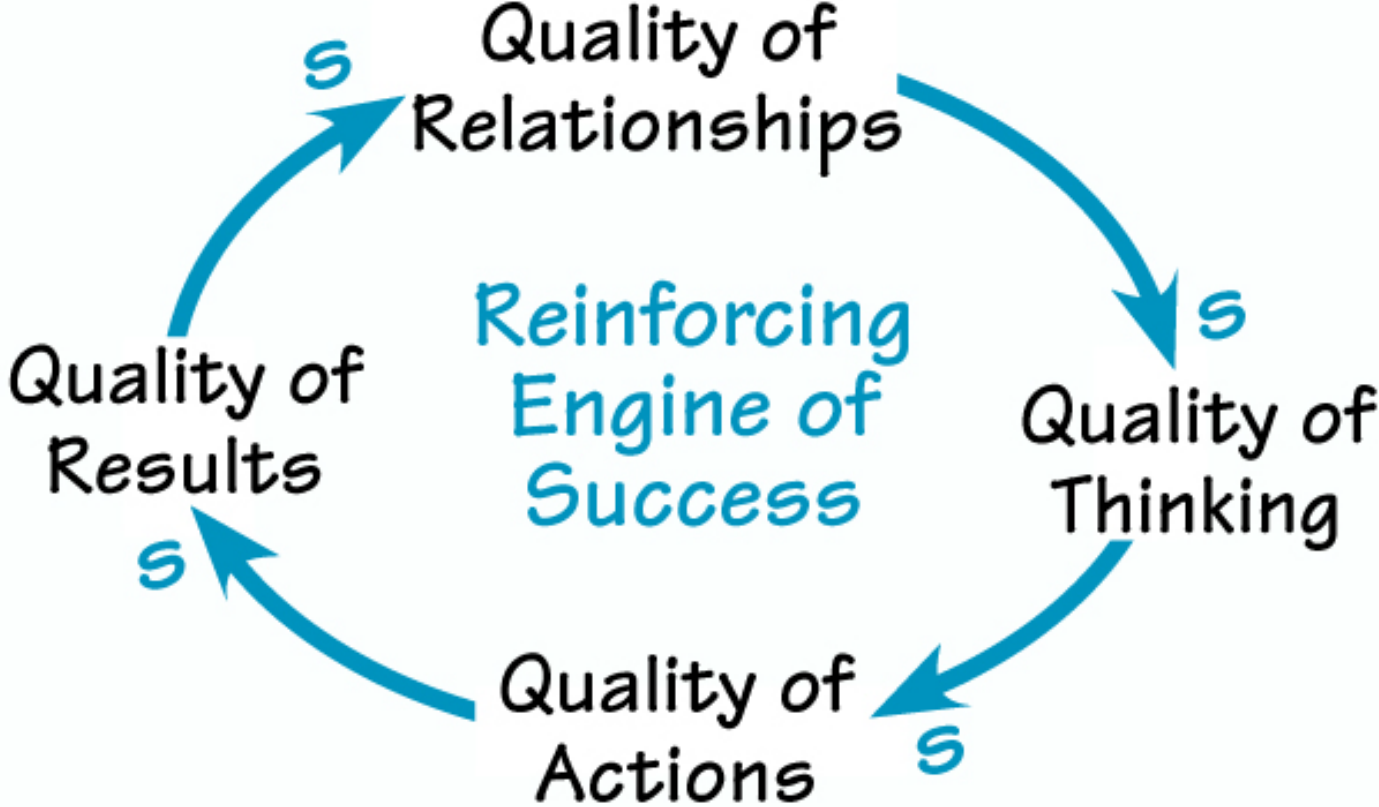 s
Quality of
Relationships
s
Quality of
Thinking
s
Quality of
Actions
s
Quality of
Results
Reinforcing
Engine of
Success